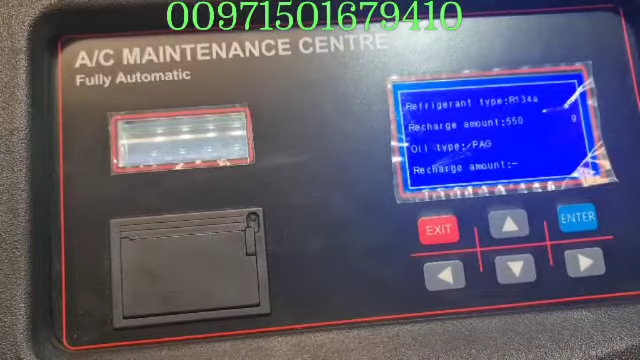 00971501679410
A/C MAINTENANCE CENTRE
Fully Automatic
Refrigerant type:R134a
Recharge amount:550 g
Oil type:PAG
Recharge amount:-
EXIT
ENTER